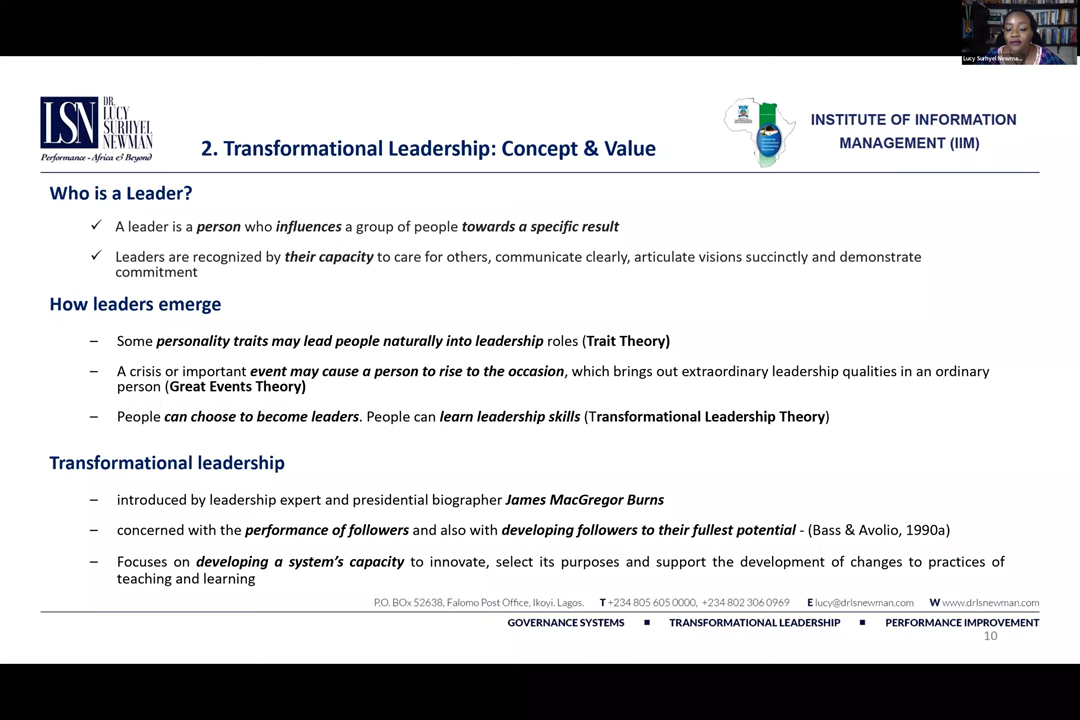 Lucy Surhyel Newma...
LSN
DR.
LUCY
SURHYEL
NEWMAN
Performance - Africa & Beyond
INSTITUTE OF INFORMATION
MANAGEMENT (IIM)
2. Transformational Leadership: Concept & Value
Who is a Leader?
✓ A leader is a person who influences a group of people towards a specific result
✓ Leaders are recognized by their capacity to care for others, communicate clearly, articulate visions succinctly and demonstrate
commitment
How leaders emerge
– Some personality traits may lead people naturally into leadership roles (Trait Theory)
– A crisis or important event may cause a person to rise to the occasion, which brings out extraordinary leadership qualities in an ordinary
person (Great Events Theory)
– People can choose to become leaders. People can learn leadership skills (Transformational Leadership Theory)
Transformational leadership
– introduced by leadership expert and presidential biographer James MacGregor Burns
– concerned with the performance of followers and also with developing followers to their fullest potential - (Bass & Avolio, 1990a)
– Focuses on developing a system's capacity to innovate, select its purposes and support the development of changes to practices of
teaching and learning
P.O. BOx 52638, Falomo Post Office, Ikoyi. Lagos. T +234 805 605 0000, +234 802 306 0969 E lucy@drlsnewman.com W www.drlsnewman.com
GOVERNANCE SYSTEMS ■ TRANSFORMATIONAL LEADERSHIP ■ PERFORMANCE IMPROVEMENT
10